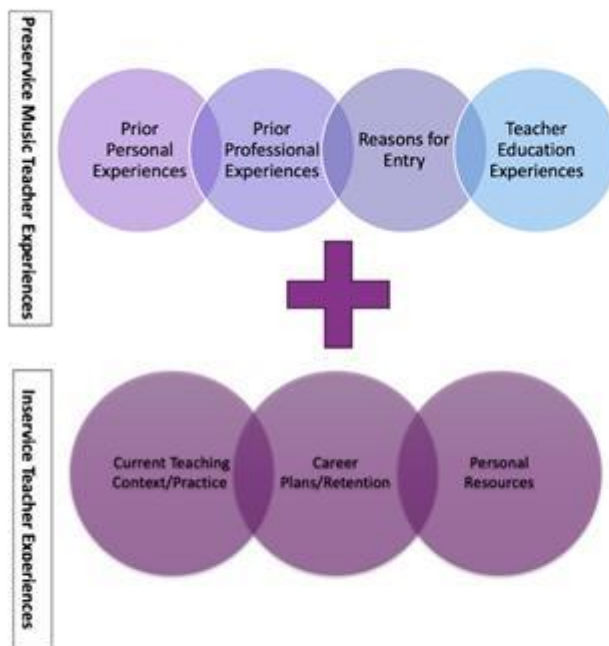 Preservice Music Teacher Experiences
Prior
Personal
Experiences
Prior
Professional
Experiences
Reasons for
Entry
Teacher
Education
Experiences
Inservice Teacher Experiences
Current Teaching
Context/Practice
Career
Plans/Retention
Personal
Resources